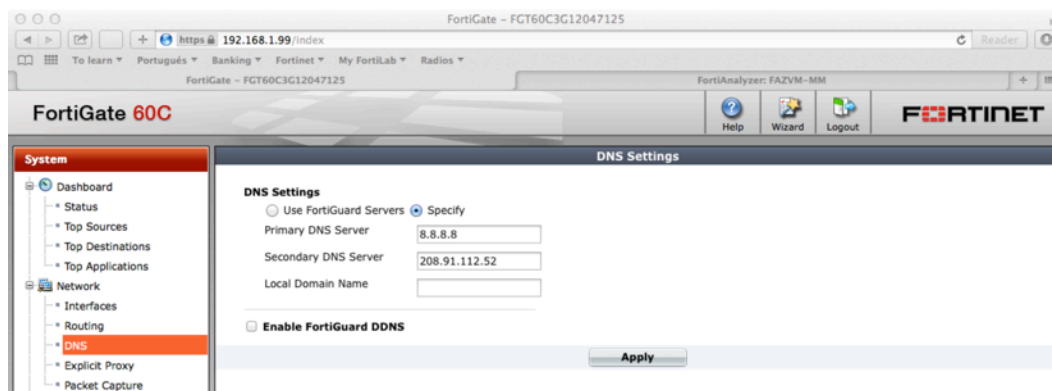 FortiGate – FGT60C3G12047125
https 192.168.1.99/index
Reader
To learn Português Banking Fortinet My FortiLab Radios
FortiGate – FGT60C3G12047125
FortiAnalyzer: FAZVM-MM
FortiGate 60C
Help
Wizard
Logout
FORTINET
System
DNS Settings
Dashboard
Status
Top Sources
Top Destinations
Top Applications
Network
Interfaces
Routing
DNS
Explicit Proxy
Packet Capture
DNS Settings
Use FortiGuard Servers Specify
Primary DNS Server 8.8.8.8
Secondary DNS Server 208.91.112.52
Local Domain Name
Enable FortiGuard DDNS
Apply